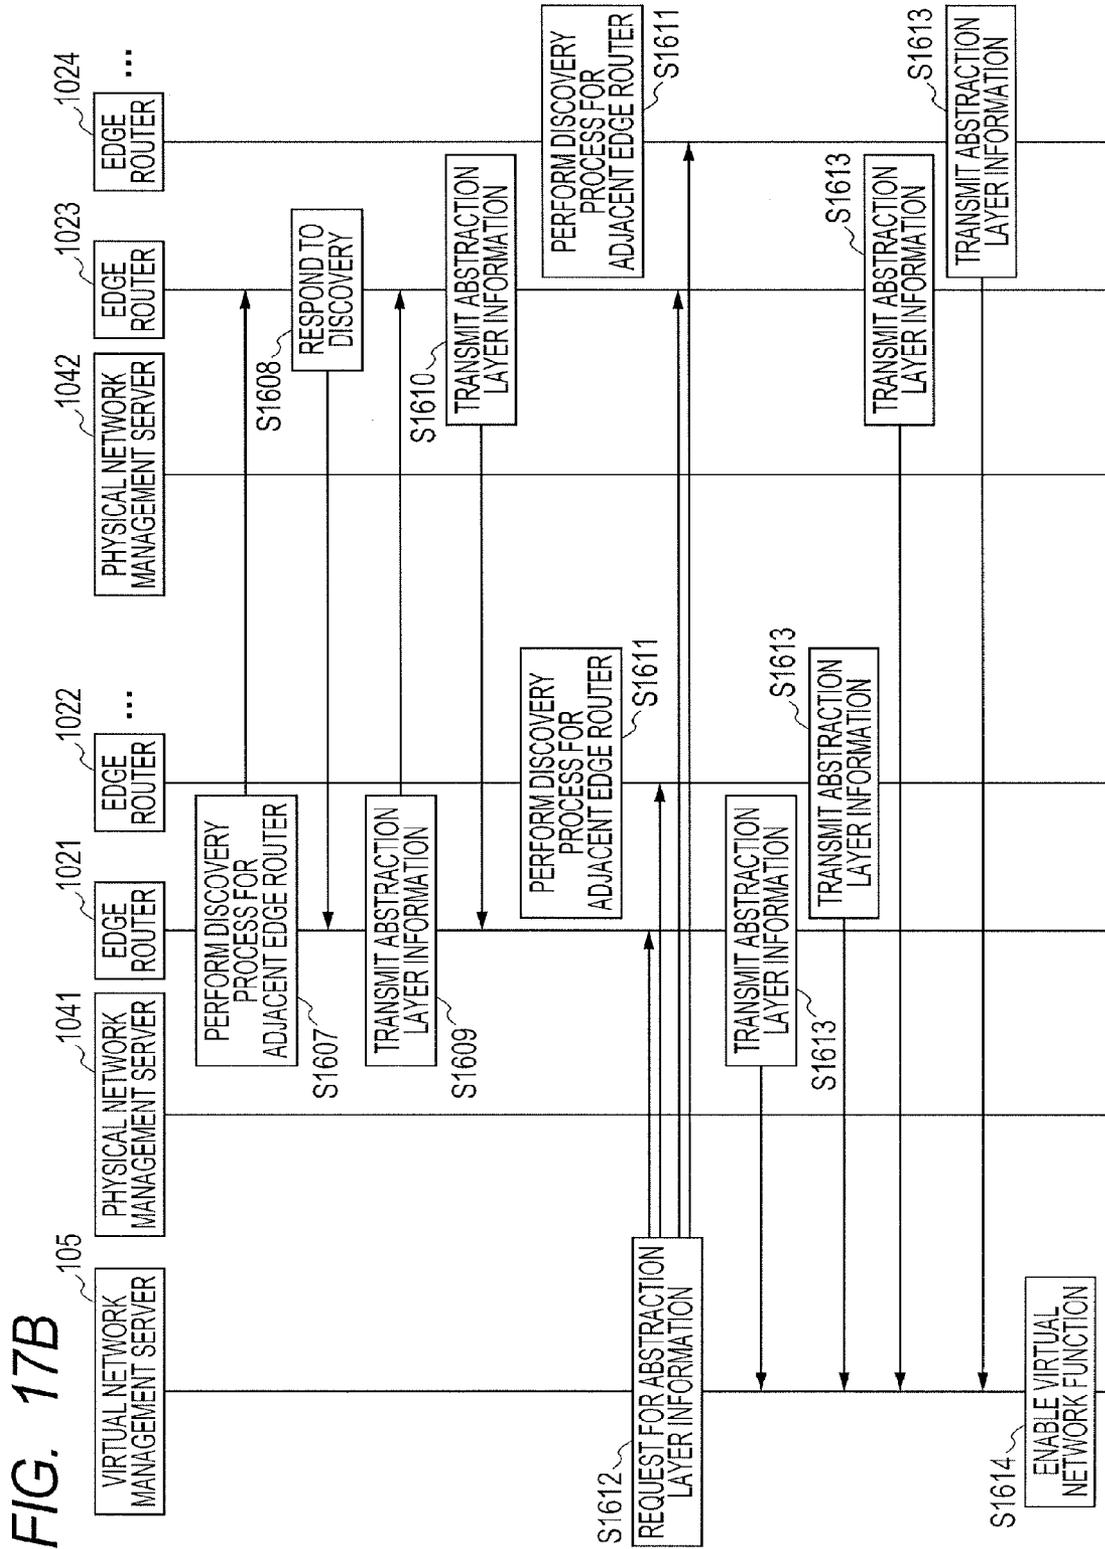 FIG. 17B
105
VIRTUAL NETWORK
MANAGEMENT SERVER
1041
PHYSICAL NETWORK
MANAGEMENT SERVER
1021
EDGE
ROUTER
1022
EDGE
ROUTER
...
1042
PHYSICAL NETWORK
MANAGEMENT SERVER
1023
EDGE
ROUTER
1024
EDGE
ROUTER
...
PERFORM DISCOVERY
PROCESS FOR
ADJACENT EDGE ROUTER
S1607
S1608
RESPOND TO
DISCOVERY
TRANSMIT ABSTRACTION
LAYER INFORMATION
S1609
S1610
TRANSMIT ABSTRACTION
LAYER INFORMATION
PERFORM DISCOVERY
PROCESS FOR
ADJACENT EDGE ROUTER
S1611
PERFORM DISCOVERY
PROCESS FOR
ADJACENT EDGE ROUTER
S1611
S1612
REQUEST FOR ABSTRACTION
LAYER INFORMATION
TRANSMIT ABSTRACTION
LAYER INFORMATION
S1613
S1613
TRANSMIT ABSTRACTION
LAYER INFORMATION
S1613
TRANSMIT ABSTRACTION
LAYER INFORMATION
S1613
TRANSMIT ABSTRACTION
LAYER INFORMATION
S1614
ENABLE VIRTUAL
NETWORK FUNCTION